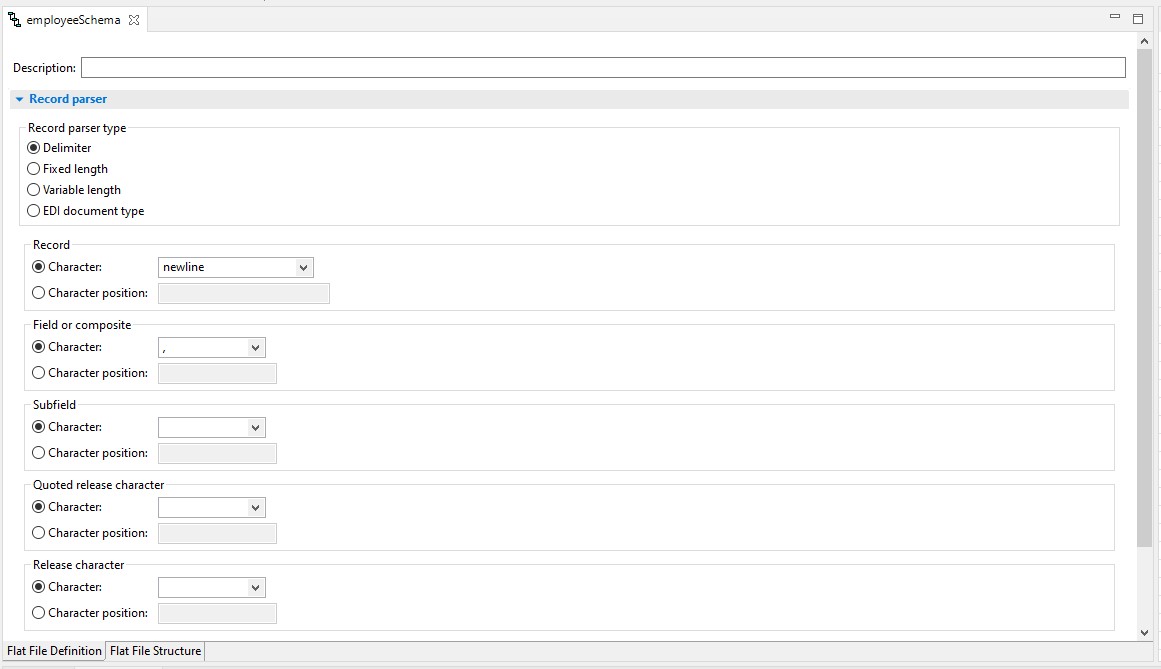 employeeSchema
Description:
Record parser
Record parser type
Delimiter
Fixed length
Variable length
EDI document type
Record
Character: newline
Character position:
Field or composite
Character: ,
Character position:
Subfield
Character:
Character position:
Quoted release character
Character:
Character position:
Release character
Character:
Character position:
Flat File Definition Flat File Structure